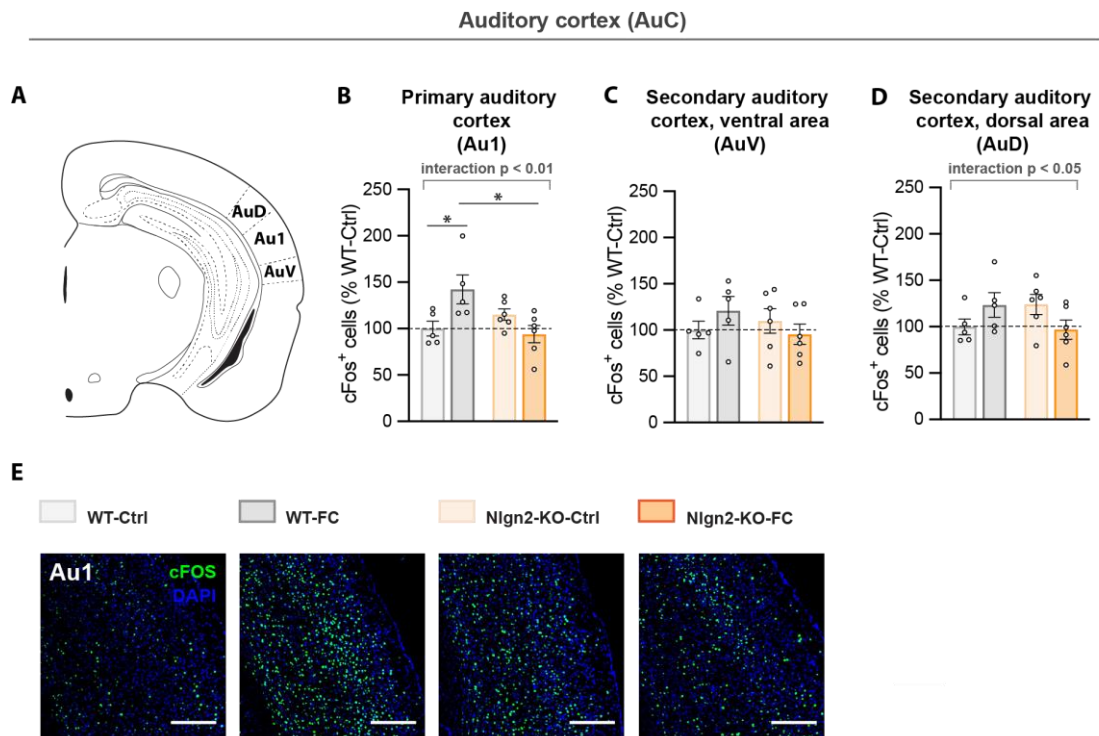 Auditory cortex (AuC)
A
AuD
Au1
AuV
B
Primary auditory
cortex
(Au1)
interaction p < 0.01
*
*
250
200
150
100
50
0
cFos+ cells (% WT-Ctrl)
C
Secondary auditory
cortex, ventral area
(AuV)
250
200
150
100
50
0
cFos+ cells (% WT-Ctrl)
D
Secondary auditory
cortex, dorsal area
(AuD)
interaction p < 0.05
250
200
150
100
50
0
cFos+ cells (% WT-Ctrl)
E
WT-Ctrl
WT-FC
Nlgn2-KO-Ctrl
Nlgn2-KO-FC
Au1
cFOS
DAPI